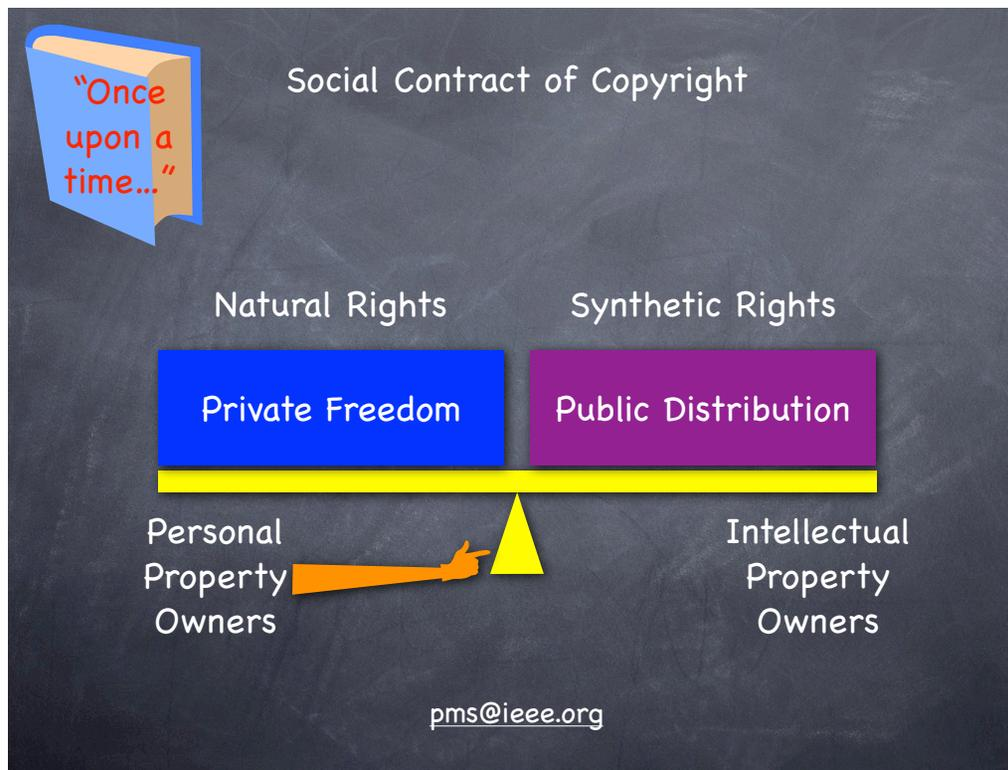 “Once
upon a
time...”
Social Contract of Copyright
Natural Rights
Synthetic Rights
Private Freedom
Public Distribution
Personal
Property
Owners
Intellectual
Property
Owners
pms@ieee.org